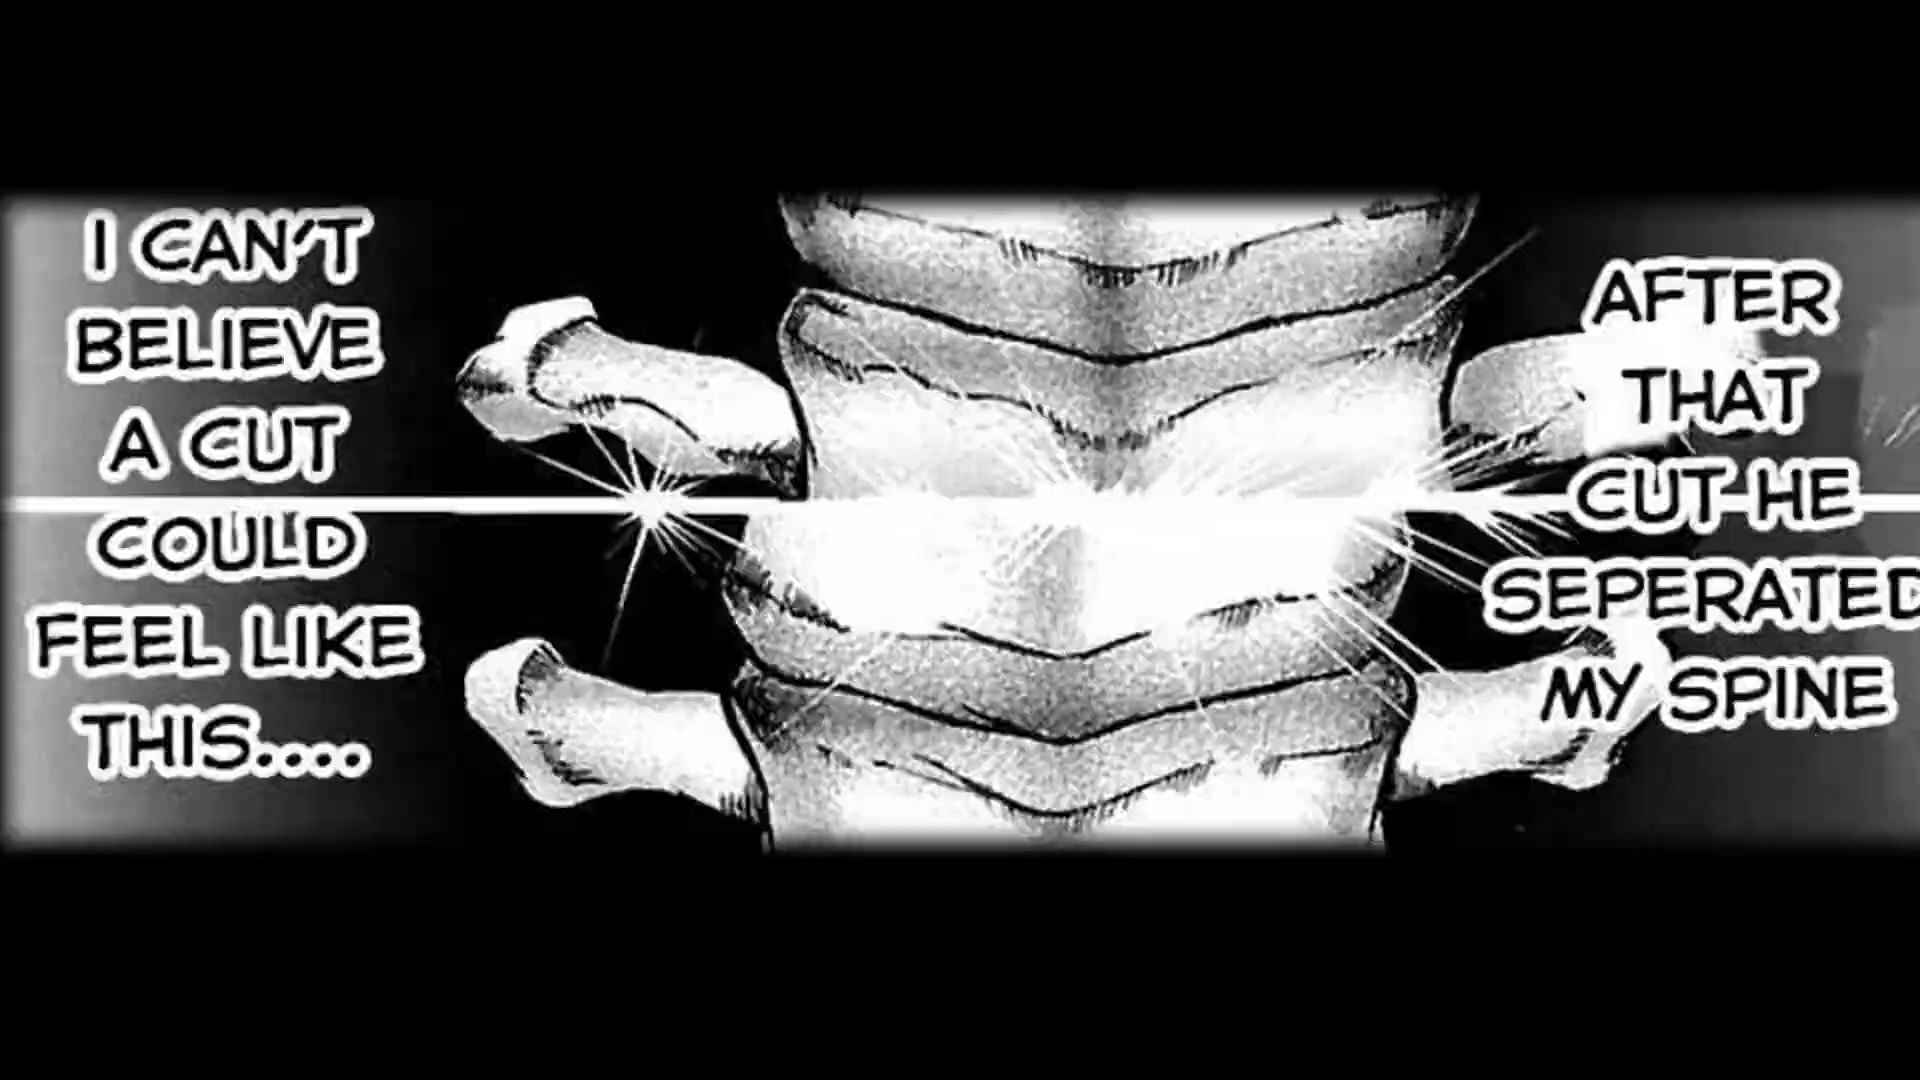 I CAN'T
BELIEVE
A CUT
COULD
FEEL LIKE
THIS....
AFTER
THAT
CUT HE
SEPERATED
MY SPINE